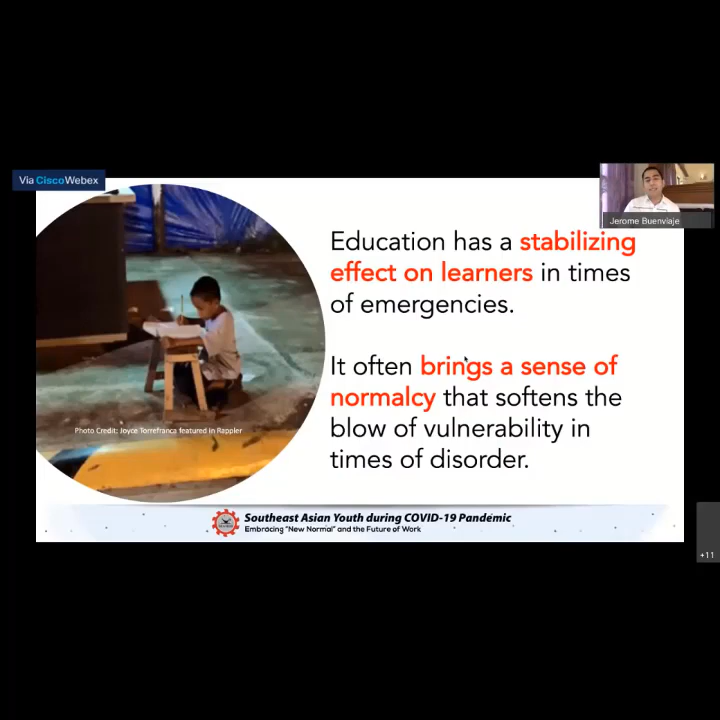 Via CiscoWebex
Jerome Buenviaje
Education has a stabilizing
effect on learners in times
of emergencies.
It often brings a sense of
normalcy that softens the
blow of vulnerability in
times of disorder.
Photo Credit: Joyce Torrefranca featured in Rappler
Southeast Asian Youth during COVID-19 Pandemic
Embracing "New Normal" and the Future of Work
+11